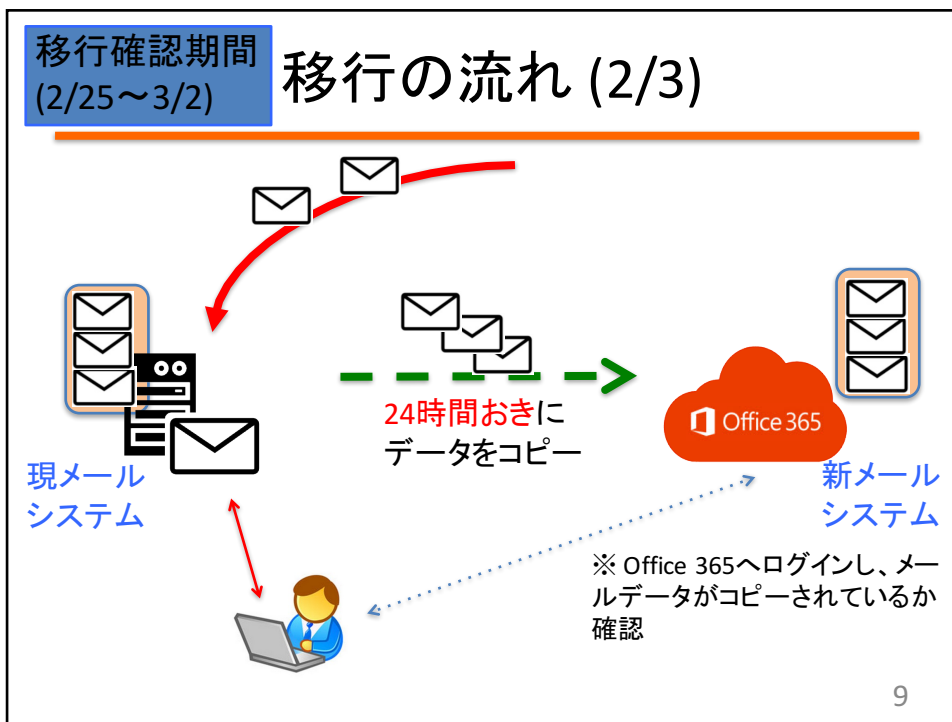 移行確認期間
(2/25～3/2)
移行の流れ (2/3)
24時間おきに
データをコピー
Office 365
現メール
システム
新メール
システム
※ Office 365へログインし、メー
ルデータがコピーされているか
確認
9